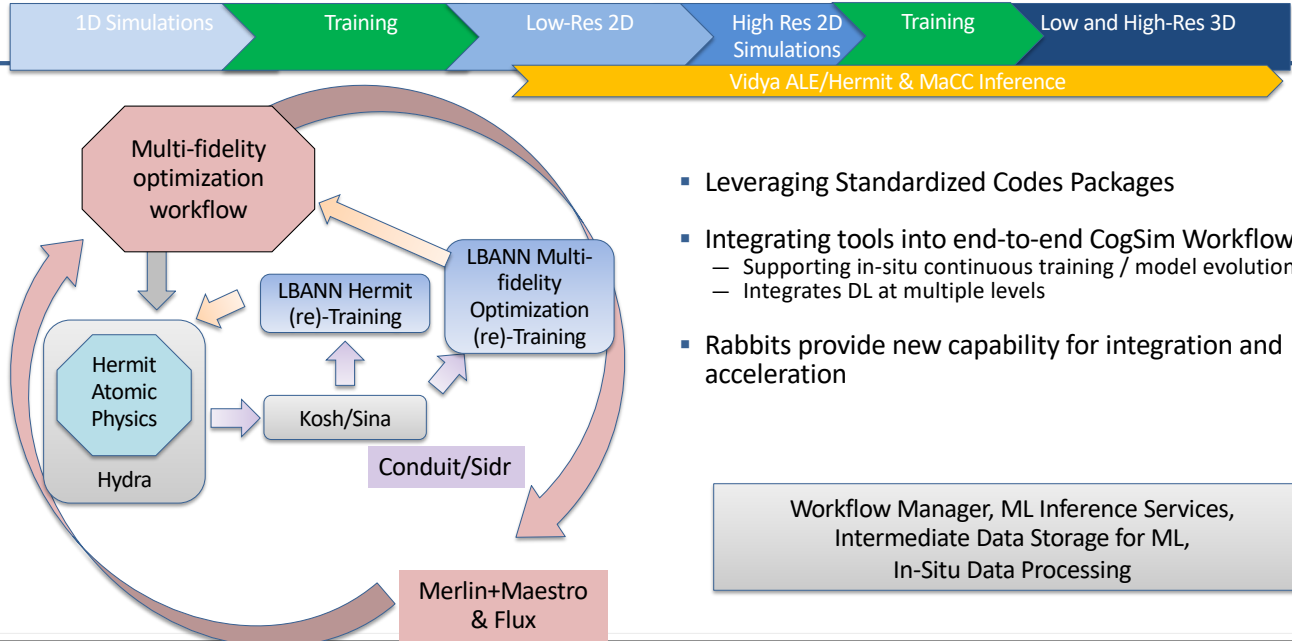 1D Simulations
Training
Low-Res 2D
High Res 2D
Simulations
Training
Low and High-Res 3D
Vidya ALE/Hermit & MaCC Inference
Multi-fidelity
optimization
workflow
LBANN Hermit
(re)-Training
LBANN Multi-
fidelity
Optimization
(re)-Training
Hermit
Atomic
Physics
Hydra
Kosh/Sina
Conduit/Sidr
Merlin+Maestro
& Flux
▪ Leveraging Standardized Codes Packages
▪ Integrating tools into end-to-end CogSim Workflow
— Supporting in-situ continuous training / model evolution
— Integrates DL at multiple levels
▪ Rabbits provide new capability for integration and
acceleration
Workflow Manager, ML Inference Services,
Intermediate Data Storage for ML,
In-Situ Data Processing